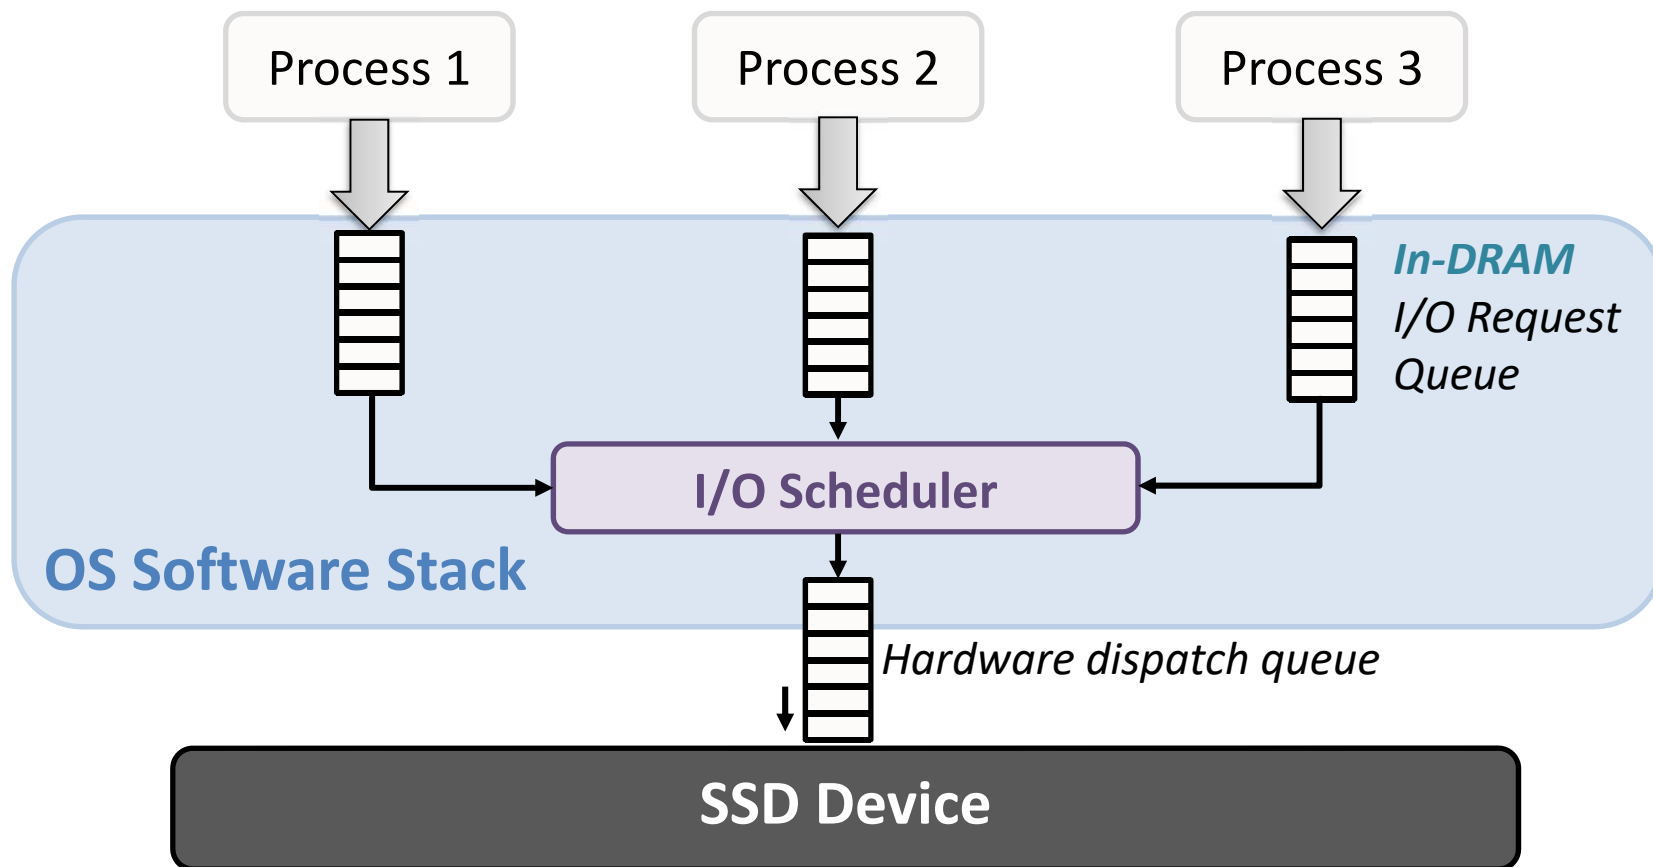 Process 1
Process 2
Process 3
In-DRAM
I/O Request
Queue
I/O Scheduler
OS Software Stack
Hardware dispatch queue
SSD Device